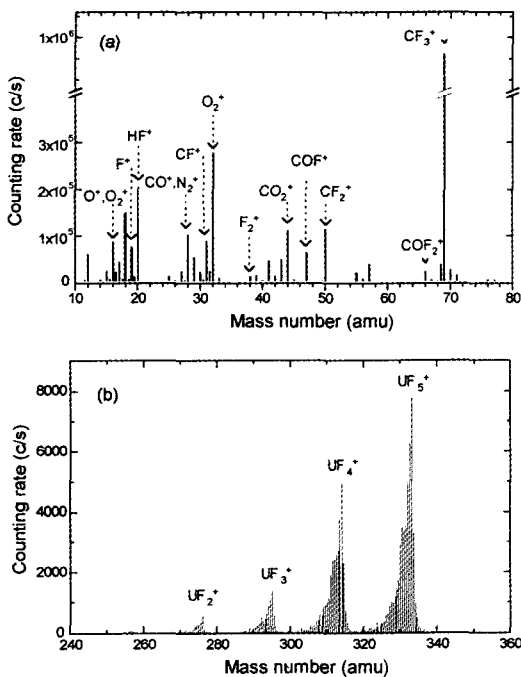 (a)
Counting rate (c/s)
1x10⁶
3x10⁵
2x10⁵
1x10⁵
0
O⁺,O₂⁺
F⁺
HF⁺
CO⁺,N₂⁺
CF⁺
O₂⁺
F₂⁺
CO₂⁺
COF⁺
CF₂⁺
COF₂⁺
CF₃⁺
10 20 30 40 50 60 70 80
Mass number (amu)
(b)
Counting rate (c/s)
8000
6000
4000
2000
0
UF₂⁺
UF₃⁺
UF₄⁺
UF₅⁺
240 260 280 300 320 340 360
Mass number (amu)